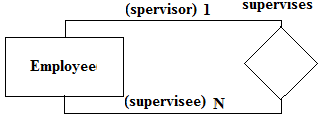 supervises
(spervisor) 1
Employee
(supervisee) N